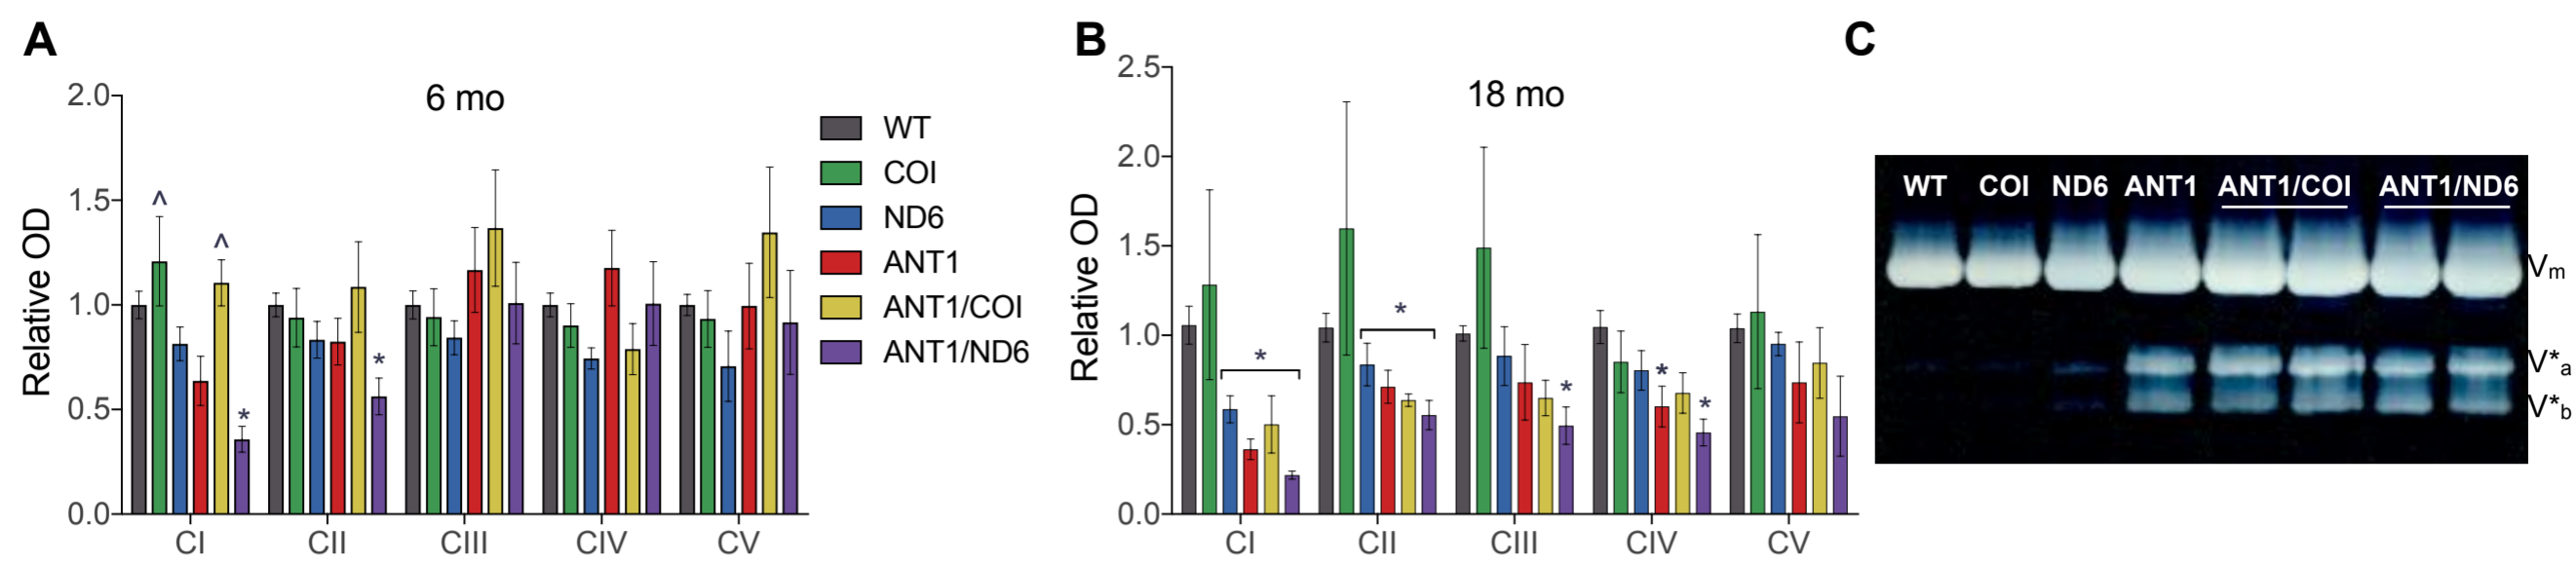 A
6 mo
2.0
1.5
1.0
0.5
0.0
Relative OD
^
^
*
*
CI
CII
CIII
CIV
CV
WT
COI
ND6
ANT1
ANT1/COI
ANT1/ND6
B
18 mo
2.5
2.0
1.5
1.0
0.5
0.0
Relative OD
*
*
*
*
*
CI
CII
CIII
CIV
CV
C
WT COI ND6 ANT1 ANT1/COI ANT1/ND6
Vm
V*a
V*b